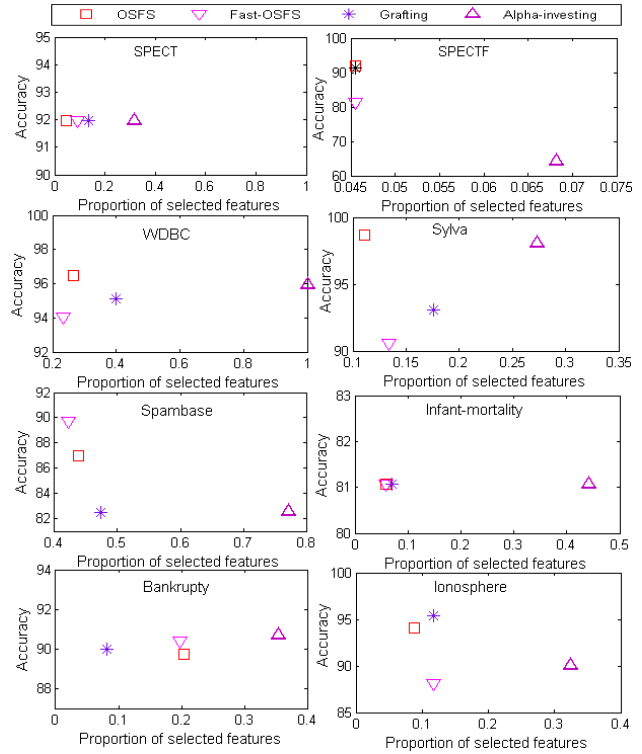 OSFS Fast-OSFS Grafting Alpha-investing
SPECT
Accuracy
95
94
93
92
91
90
0 0.2 0.4 0.6 0.8 1
Proportion of selected features
SPECTF
Accuracy
100
90
80
70
60
0.045 0.05 0.055 0.06 0.065 0.07 0.075
Proportion of selected features
WDBC
Accuracy
100
98
96
94
92
0.2 0.4 0.6 0.8 1
Proportion of selected features
Sylva
Accuracy
100
95
90
0.1 0.15 0.2 0.25 0.3 0.35
Proportion of selected features
Spambase
Accuracy
92
90
88
86
84
82
0.4 0.5 0.6 0.7 0.8
Proportion of selected features
Infant-mortality
Accuracy
83
82
81
80
0 0.1 0.2 0.3 0.4 0.5
Proportion of selected features
Bankrupty
Accuracy
94
92
90
88
0 0.1 0.2 0.3 0.4
Proportion of selected features
Ionosphere
Accuracy
100
95
90
85
0 0.1 0.2 0.3 0.4
Proportion of selected features